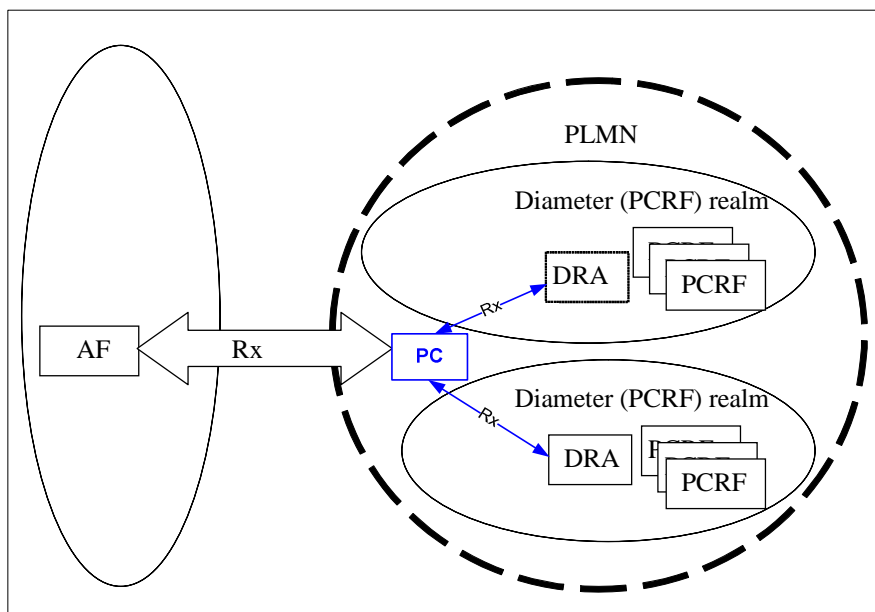 PLMN
Diameter (PCRF) realm
DRA
PCRF
Rx
AF
Rx
PC
Rx
Diameter (PCRF) realm
DRA
PCRF